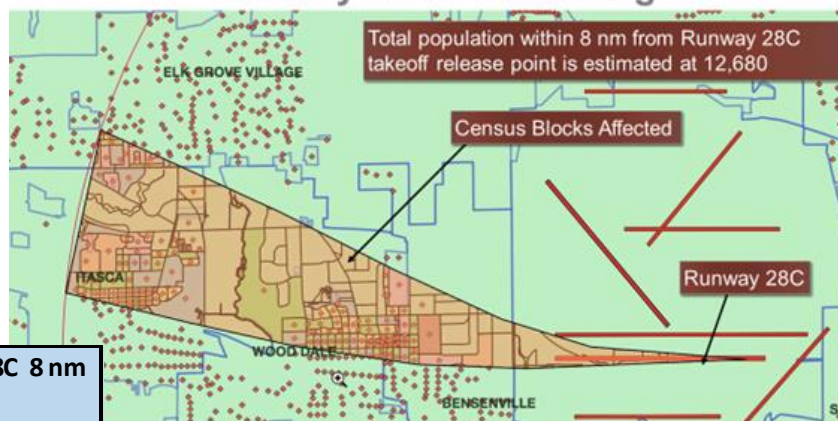 Total population within 8 nm from Runway 28C
takeoff release point is estimated at 12,680
ELK GROVE VILLAGE
Census Blocks Affected
Runway 28C
ITASCA
WOOD DALE
BENSENVILLE
8 nm